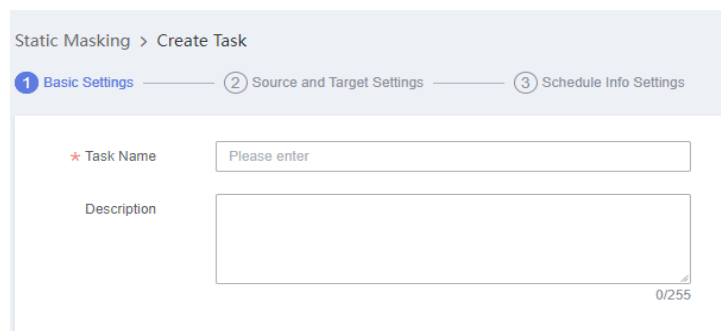 Static Masking > Create Task
1 Basic Settings 2 Source and Target Settings 3 Schedule Info Settings
* Task Name Please enter
Description
0/255